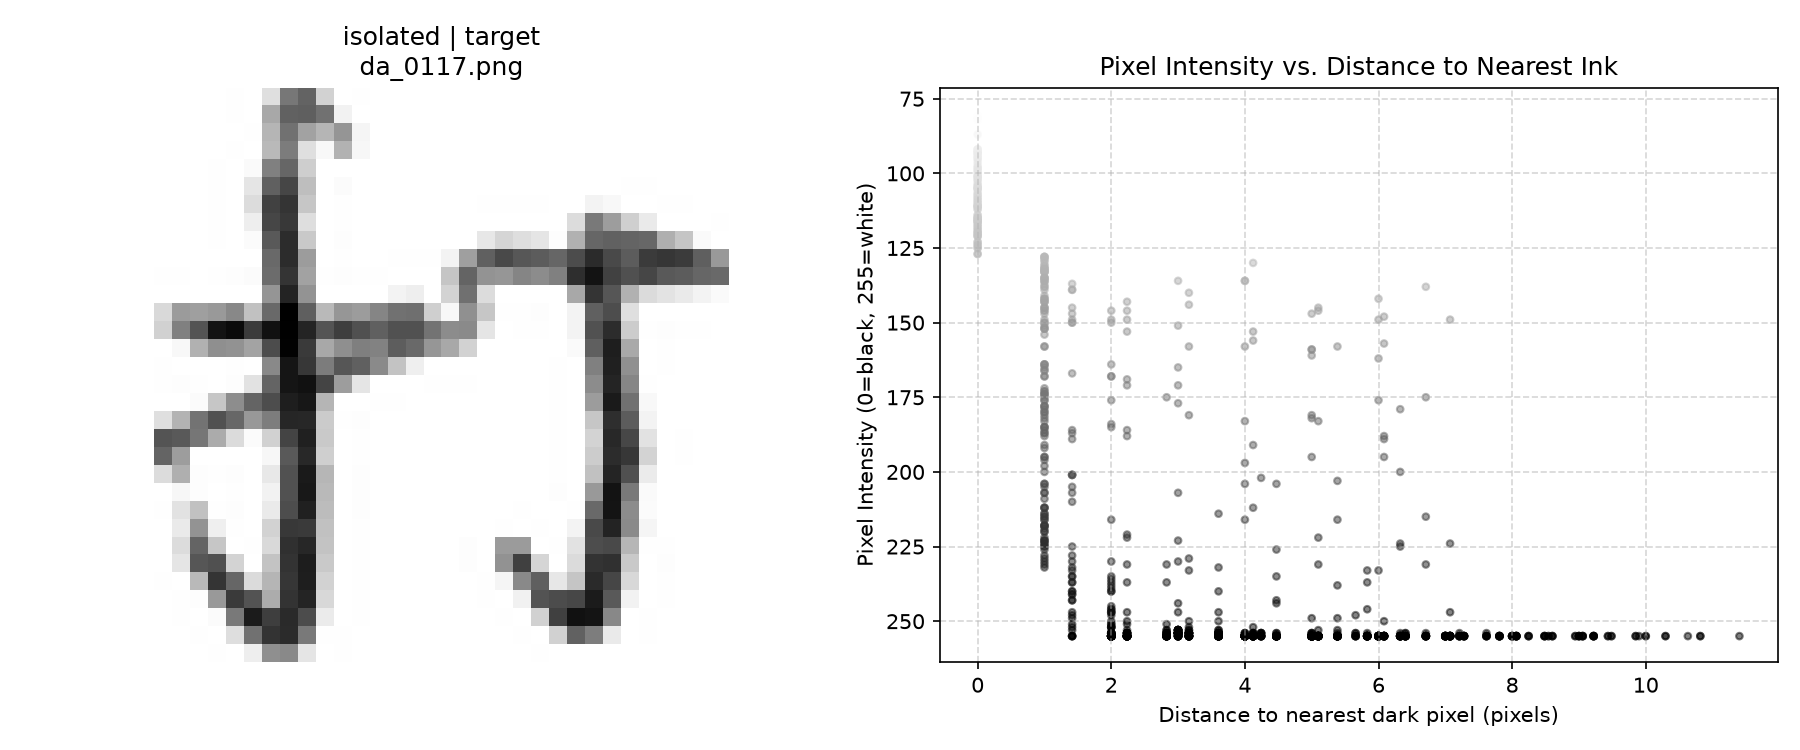 isolated | target
da_0117.png
打
Pixel Intensity vs. Distance to Nearest Ink
Pixel Intensity (0=black, 255=white)
75
100
125
150
175
200
225
250
0 2 4 6 8 10
Distance to nearest dark pixel (pixels)